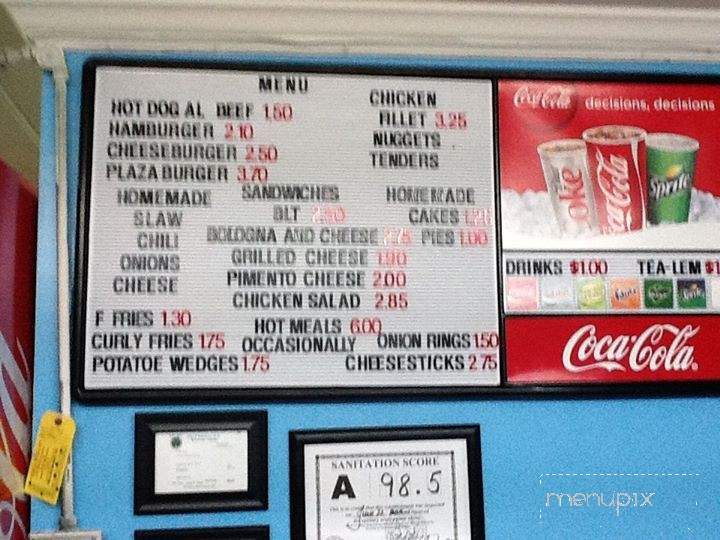 MENU
HOT DOG AL BEEF 1.50
HAMBURGER 2.10
CHEESEBURGER 2.50
PLAZA BURGER 3.70
CHICKEN
FILLET 3.25
NUGGETS
TENDERS
HOMEMADE
SLAW
CHILI
ONIONS
CHEESE
SANDWICHES
BLT
BOLOGNA AND CHEESE
GRILLED CHEESE 1.90
PIMENTO CHEESE 2.00
CHICKEN SALAD 2.85
HOMEMADE
CAKES
PIES 1.00
F FRIES 1.30
CURLY FRIES 1.75
POTATOE WEDGES 1.75
HOT MEALS 6.00
OCCASIONALLY
ONION RINGS 1.50
CHEESESTICKS 2.75
Coca-Cola
decisions, decisions
Coke
Coca-Cola
Sprite
DRINKS $1.00 TEA-LEM $1
Coca-Cola
SANITATION SCORE
A 98.5
menupix